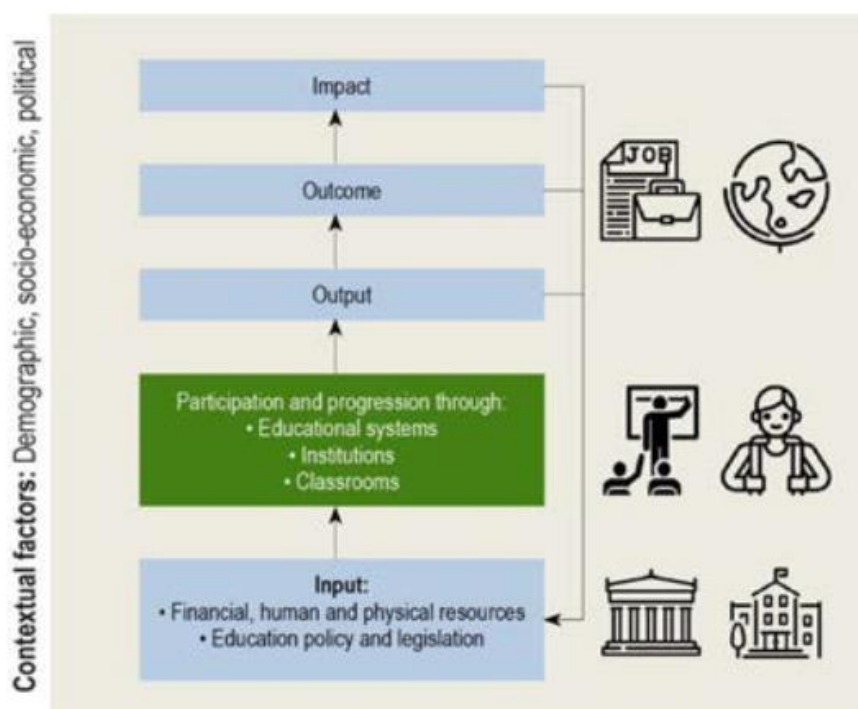 Contextual factors: Demographic, socio-economic, political
Impact
Outcome
Output
Participation and progression through:
• Educational systems
• Institutions
• Classrooms
Input:
• Financial, human and physical resources
• Education policy and legislation
JOB